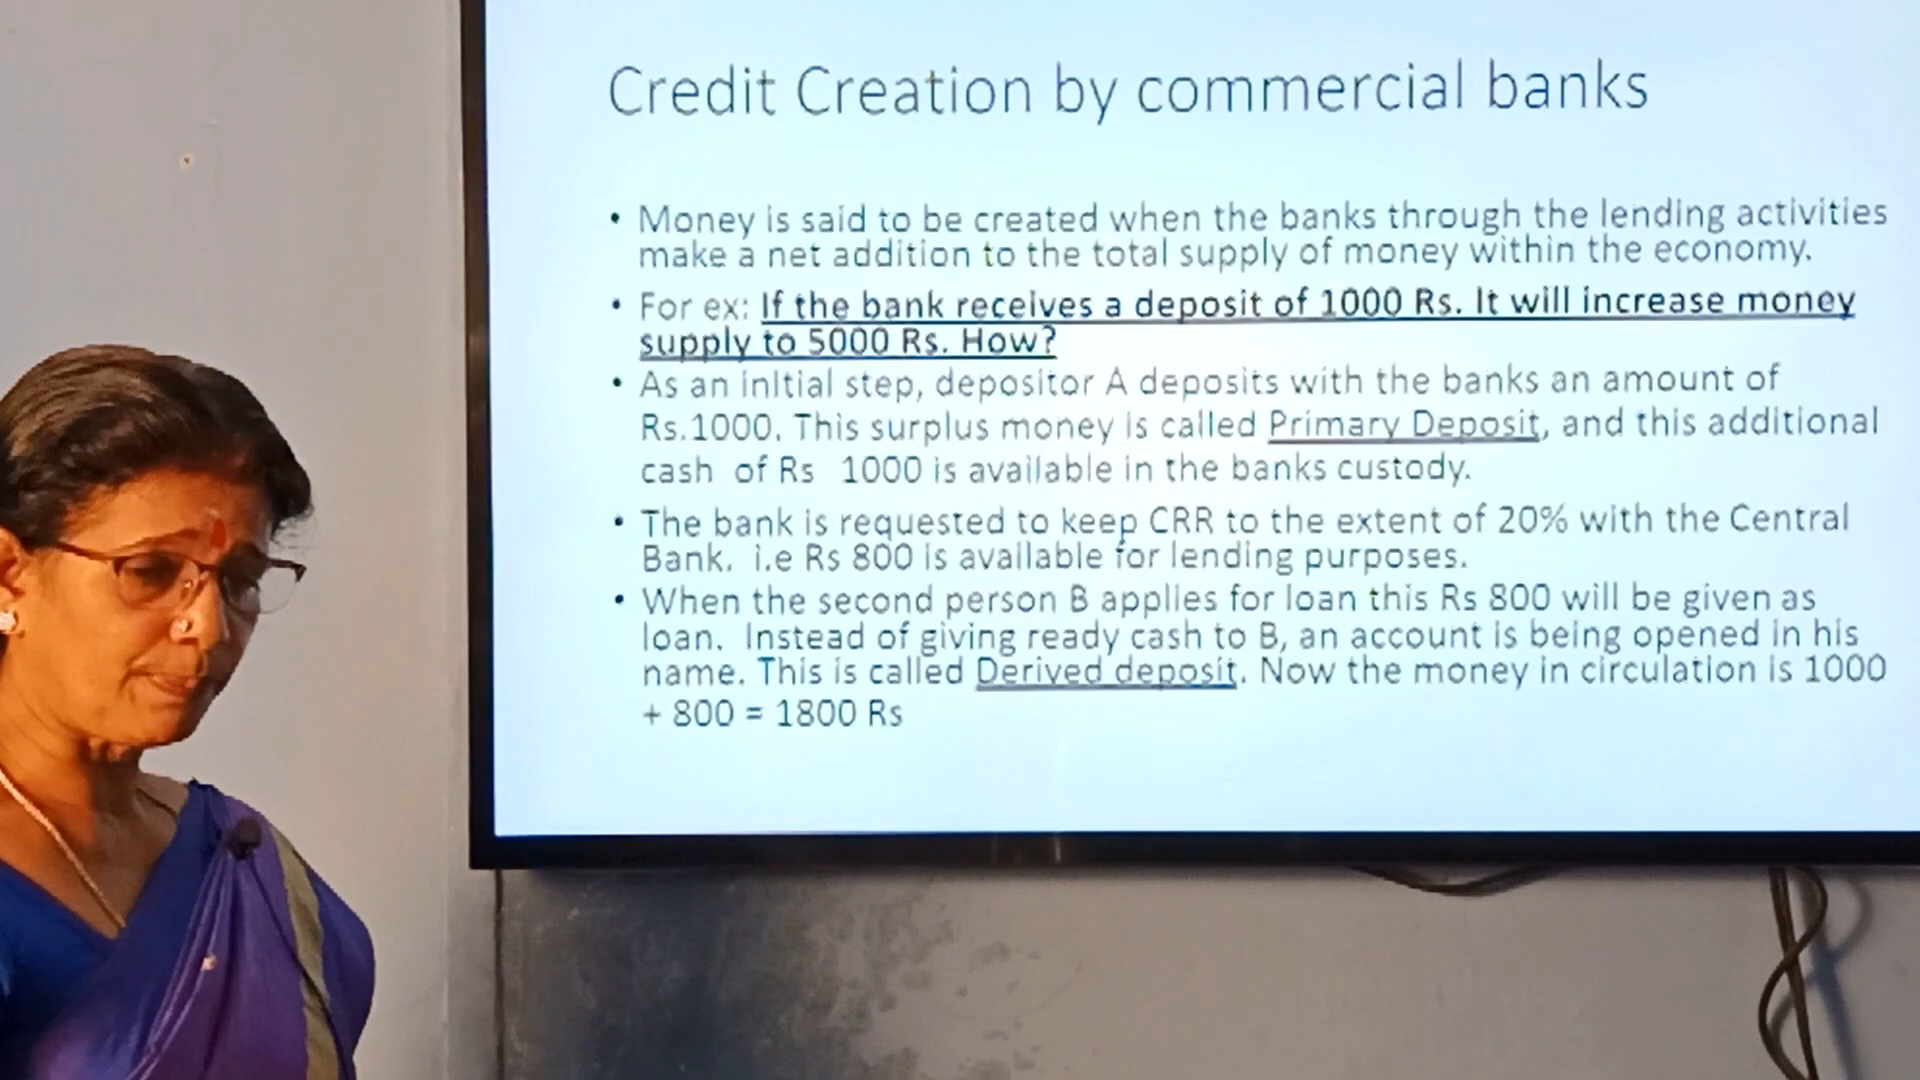 Credit Creation by commercial banks
• Money is said to be created when the banks through the lending activities
make a net addition to the total supply of money within the economy.
• For ex: If the bank receives a deposit of 1000 Rs. It will increase money
supply to 5000 Rs. How?
• As an initial step, depositor A deposits with the banks an amount of
Rs.1000. This surplus money is called Primary Deposit, and this additional
cash of Rs 1000 is available in the banks custody.
• The bank is requested to keep CRR to the extent of 20% with the Central
Bank. i.e Rs 800 is available for lending purposes.
• When the second person B applies for loan this Rs 800 will be given as
loan. Instead of giving ready cash to B, an account is being opened in his
name. This is called Derived deposit. Now the money in circulation is 1000
+ 800 = 1800 Rs